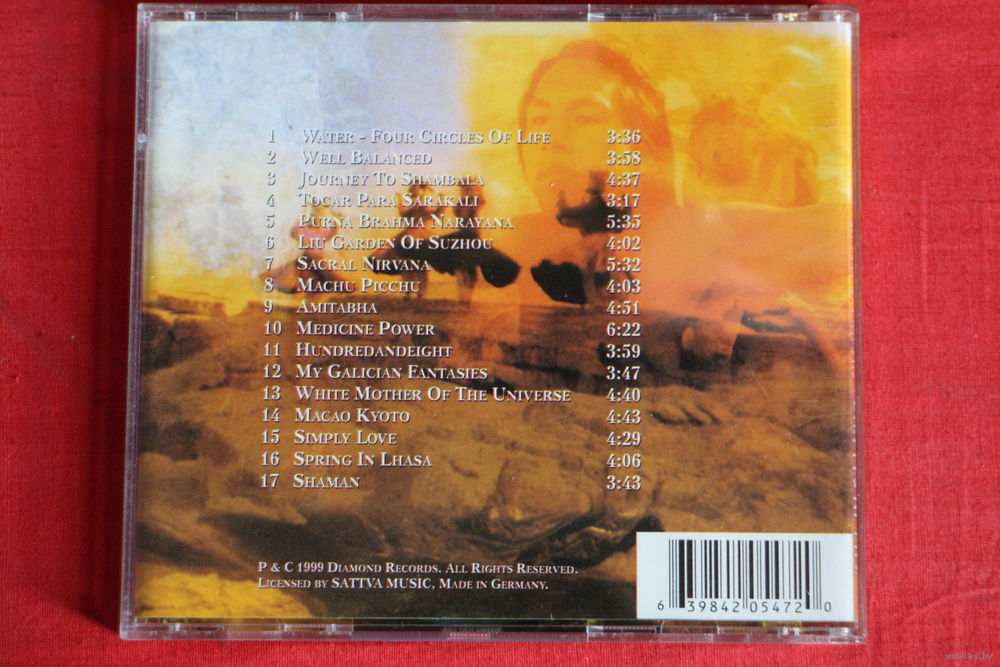 1 Water - Four Circles Of Life 3:36
2 Well Balanced 3:58
3 Journey To Shambala 4:37
4 Tocar Para Sarakali 3:17
5 Purna Brahma Narayana 5:35
6 Liu Garden Of Suzhou 4:02
7 Sacral Nirvana 5:32
8 Machu Picchu 4:03
9 Amitabha 4:51
10 Medicine Power 6:22
11 Hundredandeight 3:59
12 My Galician Fantasies 3:47
13 White Mother Of The Universe 4:40
14 Macao Kyoto 4:43
15 Simply Love 4:29
16 Spring In Lhasa 4:06
17 Shaman 3:43
P & C 1999 Diamond Records. All Rights Reserved.
Licensed by SATTVA MUSIC, Made in Germany.
6 39842 05472 0
www.ay.by